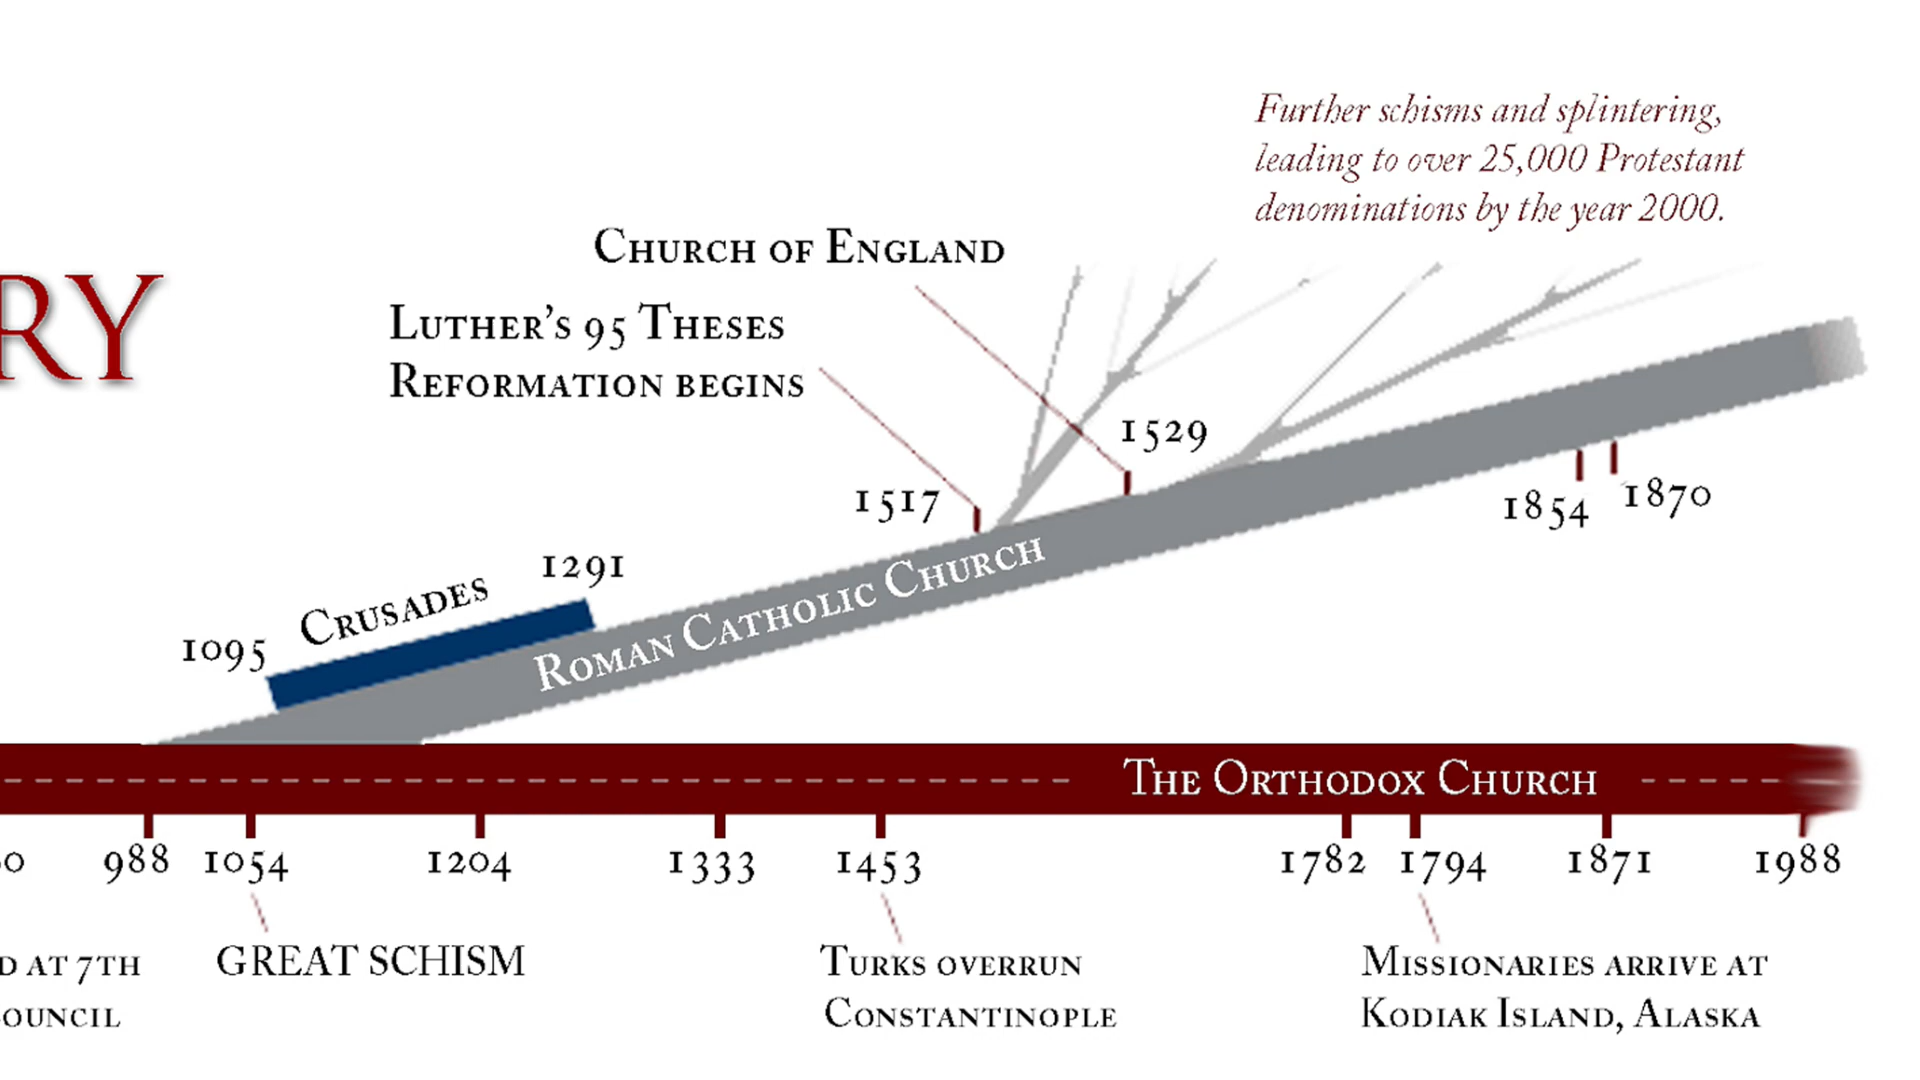 Further schisms and splintering,
leading to over 25,000 Protestant
denominations by the year 2000.
Church of England
Luther's 95 Theses
Reformation begins
RY
1529
1517
1854
1870
1291
Crusades
1095
Roman Catholic Church
The Orthodox Church
988
1054
1204
1333
1453
1782
1794
1871
1988
D AT 7TH
OUNCIL
GREAT SCHISM
Turks overrun
Constantinople
Missionaries arrive at
Kodiak Island, Alaska